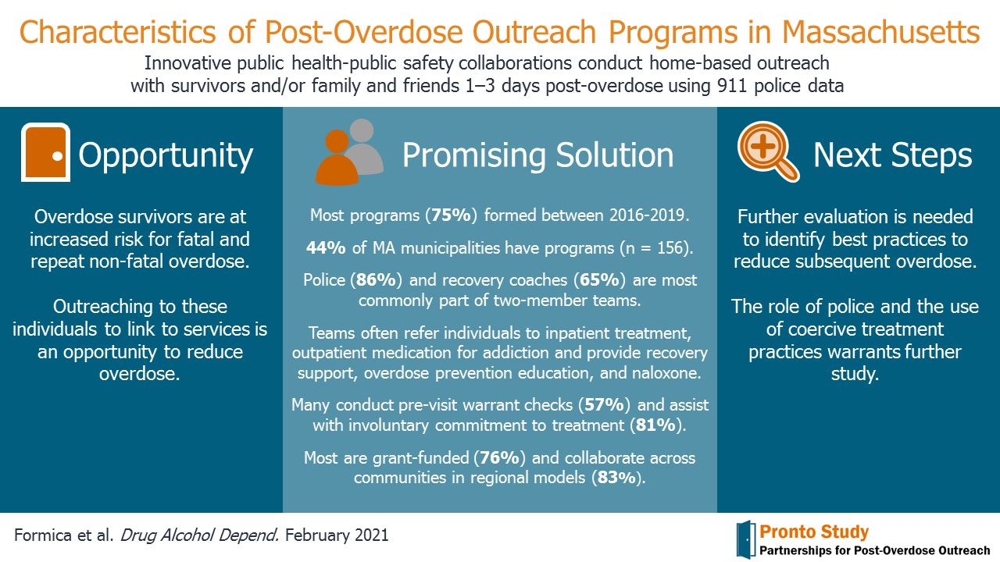 Characteristics of Post-Overdose Outreach Programs in Massachusetts
Innovative public health-public safety collaborations conduct home-based outreach
with survivors and/or family and friends 1–3 days post-overdose using 911 police data
Opportunity
Overdose survivors are at
increased risk for fatal and
repeat non-fatal overdose.
Outreaching to these
individuals to link to services is
an opportunity to reduce
overdose.
Promising Solution
Most programs (75%) formed between 2016-2019.
44% of MA municipalities have programs (n = 156).
Police (86%) and recovery coaches (65%) are most
commonly part of two-member teams.
Teams often refer individuals to inpatient treatment,
outpatient medication for addiction and provide recovery
support, overdose prevention education, and naloxone.
Many conduct pre-visit warrant checks (57%) and assist
with involuntary commitment to treatment (81%).
Most are grant-funded (76%) and collaborate across
communities in regional models (83%).
Next Steps
Further evaluation is needed
to identify best practices to
reduce subsequent overdose.
The role of police and the use
of coercive treatment
practices warrants further
study.
Formica et al. Drug Alcohol Depend. February 2021
Pronto Study
Partnerships for Post-Overdose Outreach